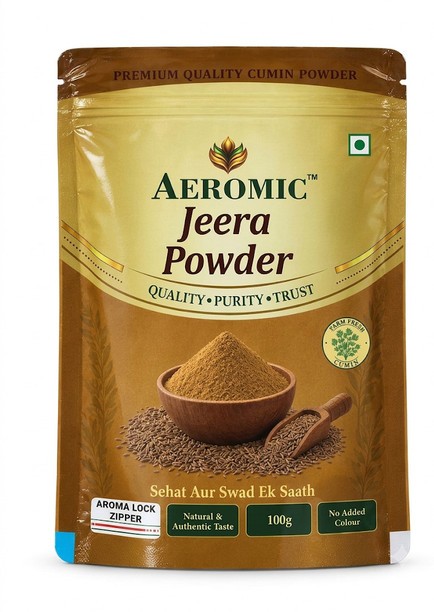 PREMIUM QUALITY CUMIN POWDER
AEROMIC™
Jeera
Powder
QUALITY•PURITY•TRUST
FARM FRESH
CUMIN
Sehat Aur Swad Ek Saath
AROMA LOCK
ZIPPER
Natural &
Authentic Taste
100g
No Added
Colour